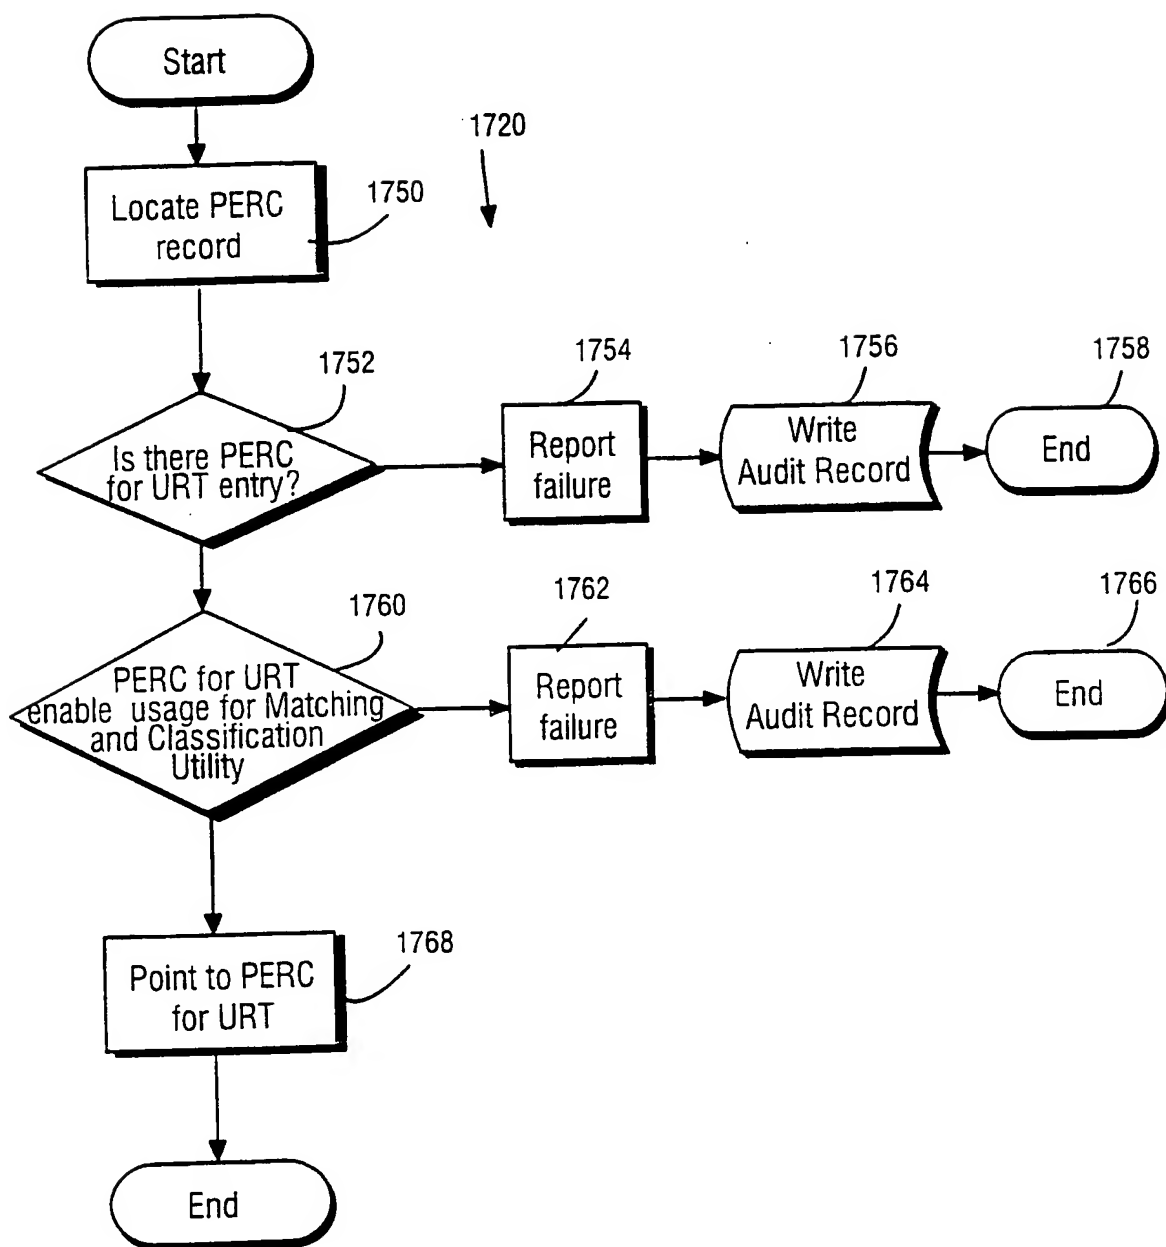 Start
1720
Locate PERC
record
1750
1752
Is there PERC
for URT entry?
1754
Report
failure
1756
Write
Audit Record
1758
End
1760
PERC for URT
enable usage for Matching
and Classification
Utility
1762
Report
failure
1764
Write
Audit Record
1766
End
1768
Point to PERC
for URT
End